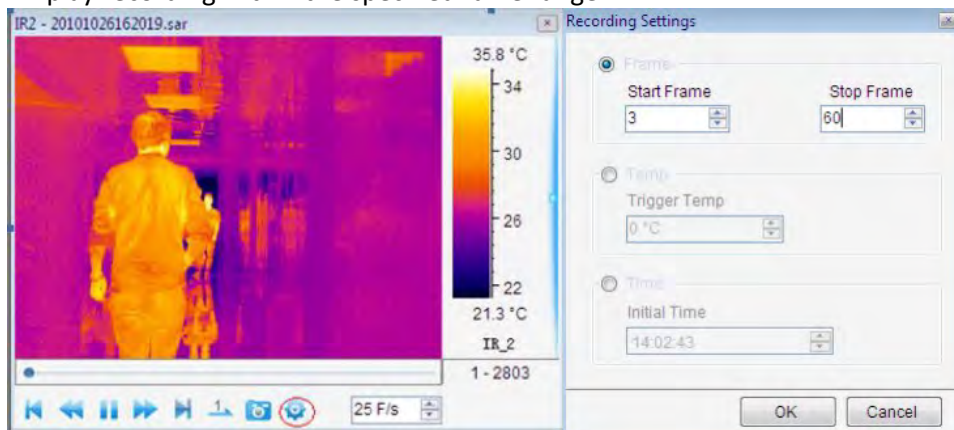 IR2 - 20101026162019.sar
35.8 °C
34
30
26
22
21.3 °C
IR_2
1 - 2803
1
25 F/s
Recording Settings
Frame
Start Frame
Stop Frame
3
60
Temp
Trigger Temp
0 °C
Time
Initial Time
14:02:43
OK
Cancel